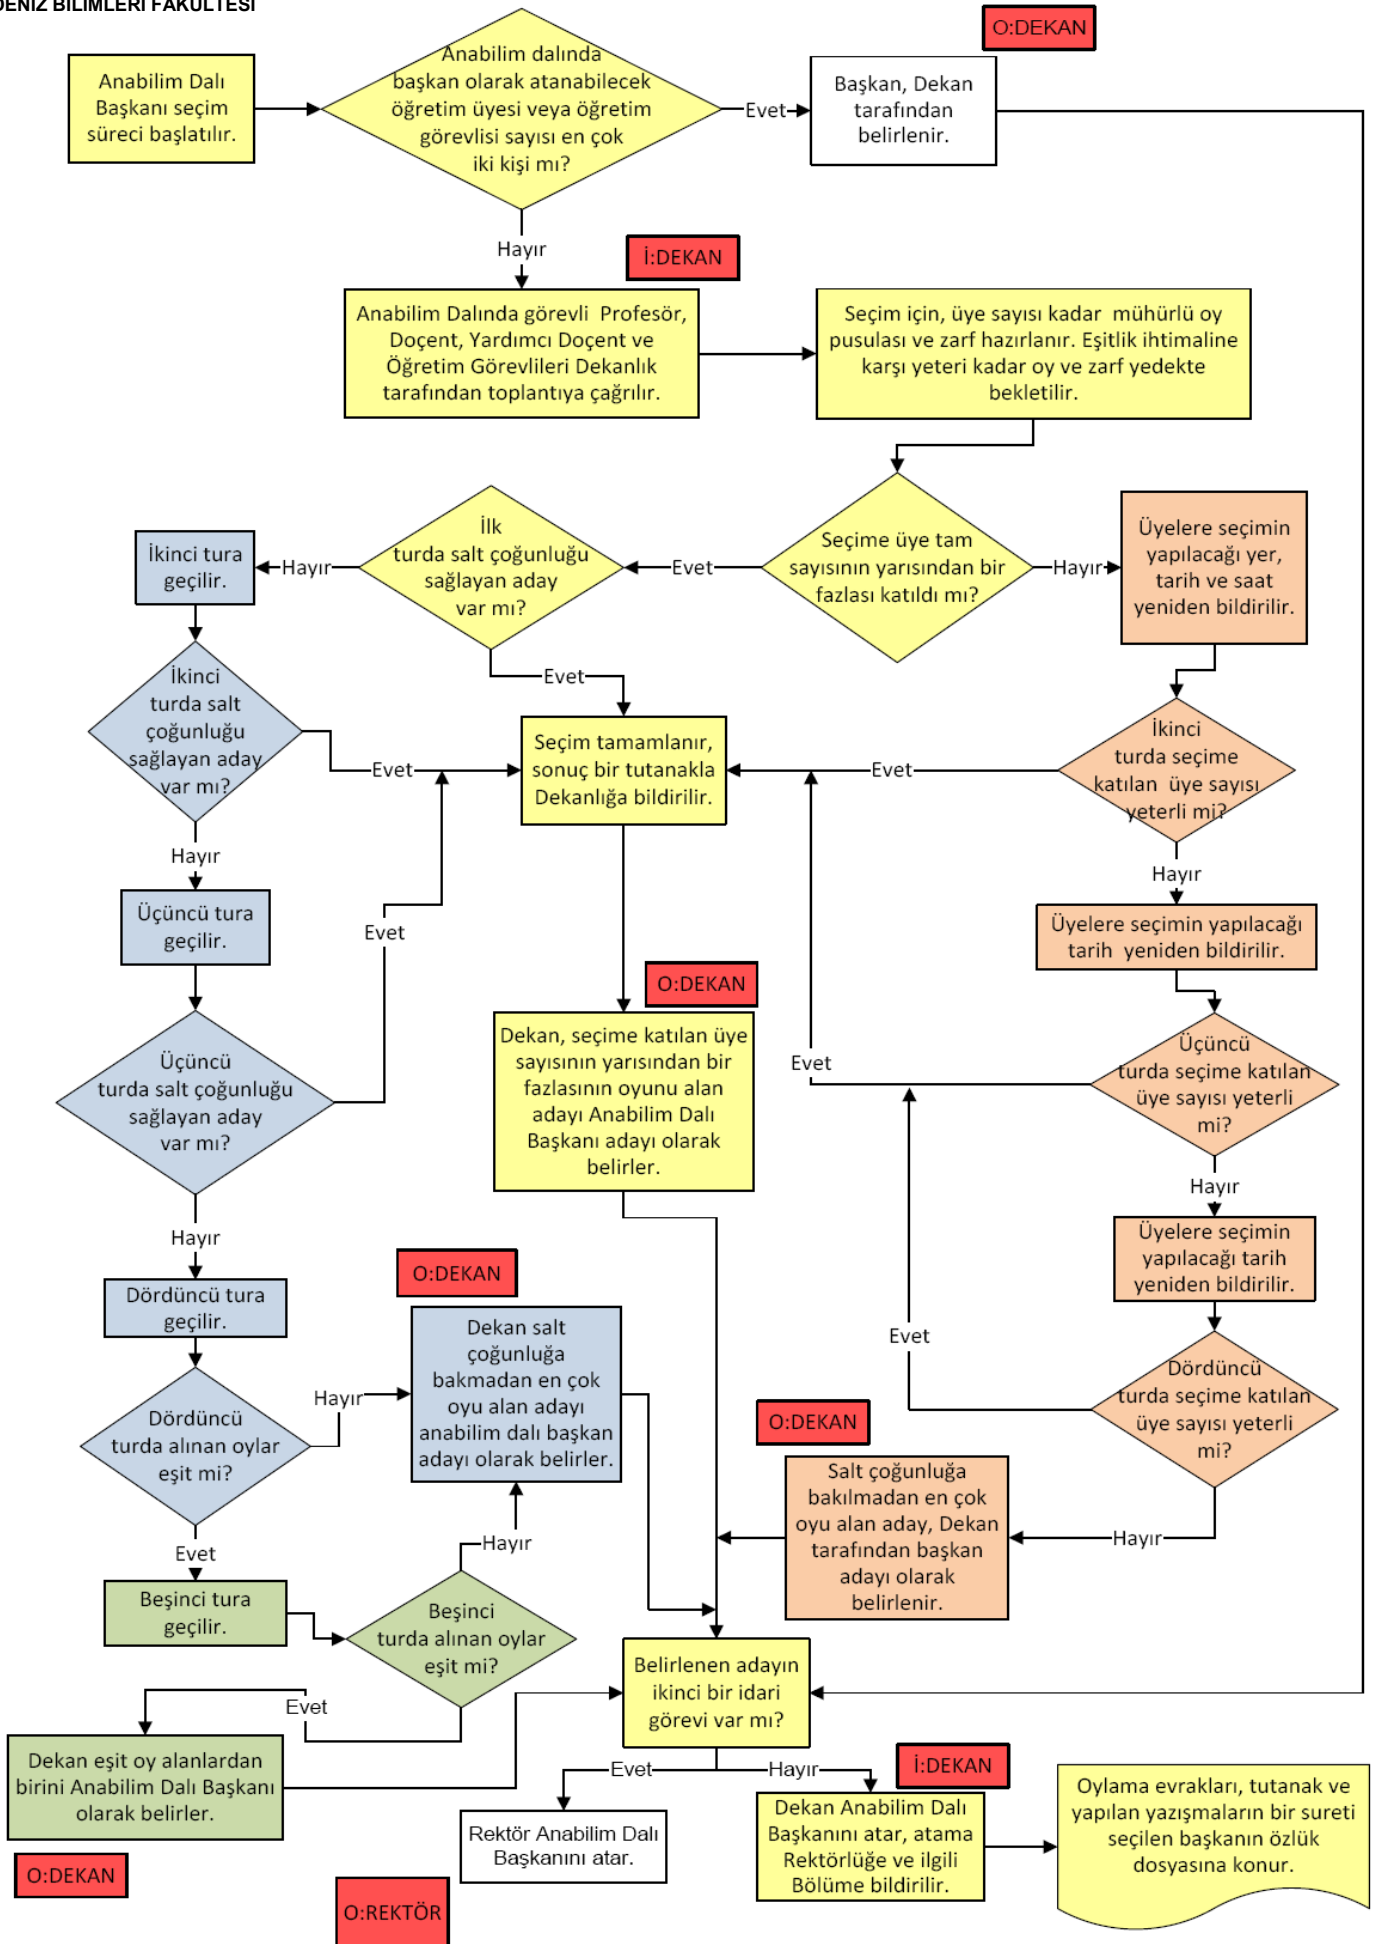 DENİZ BİLİMLERİ FAKÜLTESİ
O:DEKAN
Anabilim Dalı
Başkanı seçim
süreci başlatılır.
Anabilim dalında
başkan olarak atanabilecek
öğretim üyesi veya öğretim
görevlisi sayısı en çok
iki kişi mı?
Evet
Başkan, Dekan
tarafından
belirlenir.
Hayır
İ:DEKAN
Anabilim Dalında görevli Profesör,
Doçent, Yardımcı Doçent ve
Öğretim Görevlileri Dekanlık
tarafından toplantıya çağrılır.
Seçim için, üye sayısı kadar mühürlü oy
pusulası ve zarf hazırlanır. Eşitlik ihtimaline
karşı yeteri kadar oy ve zarf yedekte
bekletilir.
İkinci tura
geçilir.
Hayır
İlk
turda salt çoğunluğu
sağlayan aday
var mı?
Evet
Seçime üye tam
sayısının yarısından bir
fazlası katıldı mı?
Hayır
Üyelere seçimin
yapılacağı yer,
tarih ve saat
yeniden bildirilir.
Evet
İkinci
turda salt
çoğunluğu
sağlayan aday
var mı?
Evet
Seçim tamamlanır,
sonuç bir tutanakla
Dekanlığa bildirilir.
Evet
İkinci
turda seçime
katılan üye sayısı
yeterli mi?
Hayır
Hayır
Üçüncü tura
geçilir.
Evet
Üyelere seçimin yapılacağı
tarih yeniden bildirilir.
O:DEKAN
Dekan, seçime katılan üye
sayısının yarısından bir
fazlasının oyunu alan
adayı Anabilim Dalı
Başkanı adayı olarak
belirler.
Üçüncü
turda salt çoğunluğu
sağlayan aday
var mı?
Evet
Üçüncü
turda seçime katılan
üye sayısı yeterli
mi?
Hayır
Hayır
Üyelere seçimin
yapılacağı tarih
yeniden bildirilir.
O:DEKAN
Dördüncü tura
geçilir.
Dekan salt
çoğunluğa
bakmadan en çok
oyu alan adayı
anabilim dalı başkan
adayı olarak belirler.
Evet
Hayır
Dördüncü
turda alınan oylar
eşit mi?
Dördüncü
turda seçime katılan
üye sayısı yeterli
mi?
O:DEKAN
Salt çoğunluğa
bakılmadan en çok
oyu alan aday, Dekan
tarafından başkan
adayı olarak
belirlenir.
Hayır
Evet
Hayır
Beşinci tura
geçilir.
Beşinci
turda alınan oylar
eşit mi?
Belirlenen adayın
ikinci bir idari
görevi var mı?
Evet
Dekan eşit oy alanlardan
birini Anabilim Dalı Başkanı
olarak belirler.
Evet
Hayır
İ:DEKAN
Rektör Anabilim Dalı
Başkanını atar.
Dekan Anabilim Dalı
Başkanını atar, atama
Rektörlüğe ve ilgili
Bölüme bildirilir.
Oylama evrakları, tutanak ve
yapılan yazışmaların bir sureti
seçilen başkanın özlük
dosyasına konur.
O:DEKAN
O:REKTÖR